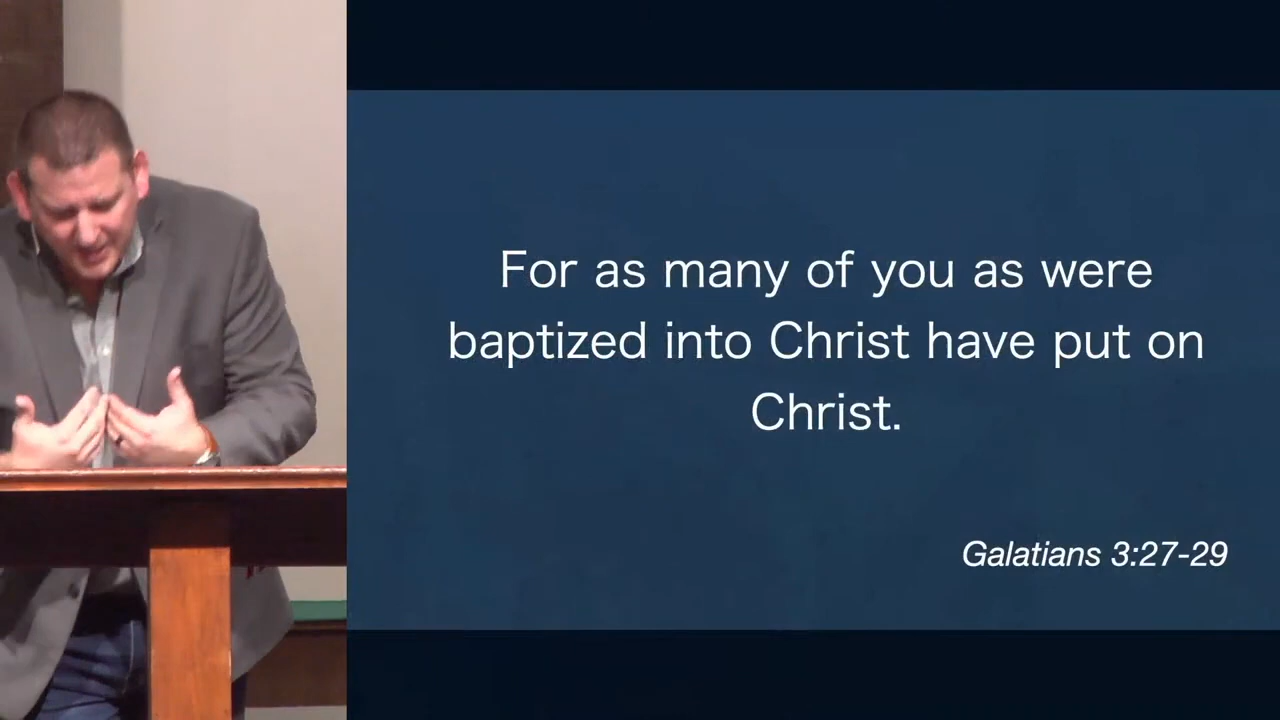 For as many of you as were
baptized into Christ have put on
Christ.
Galatians 3:27-29